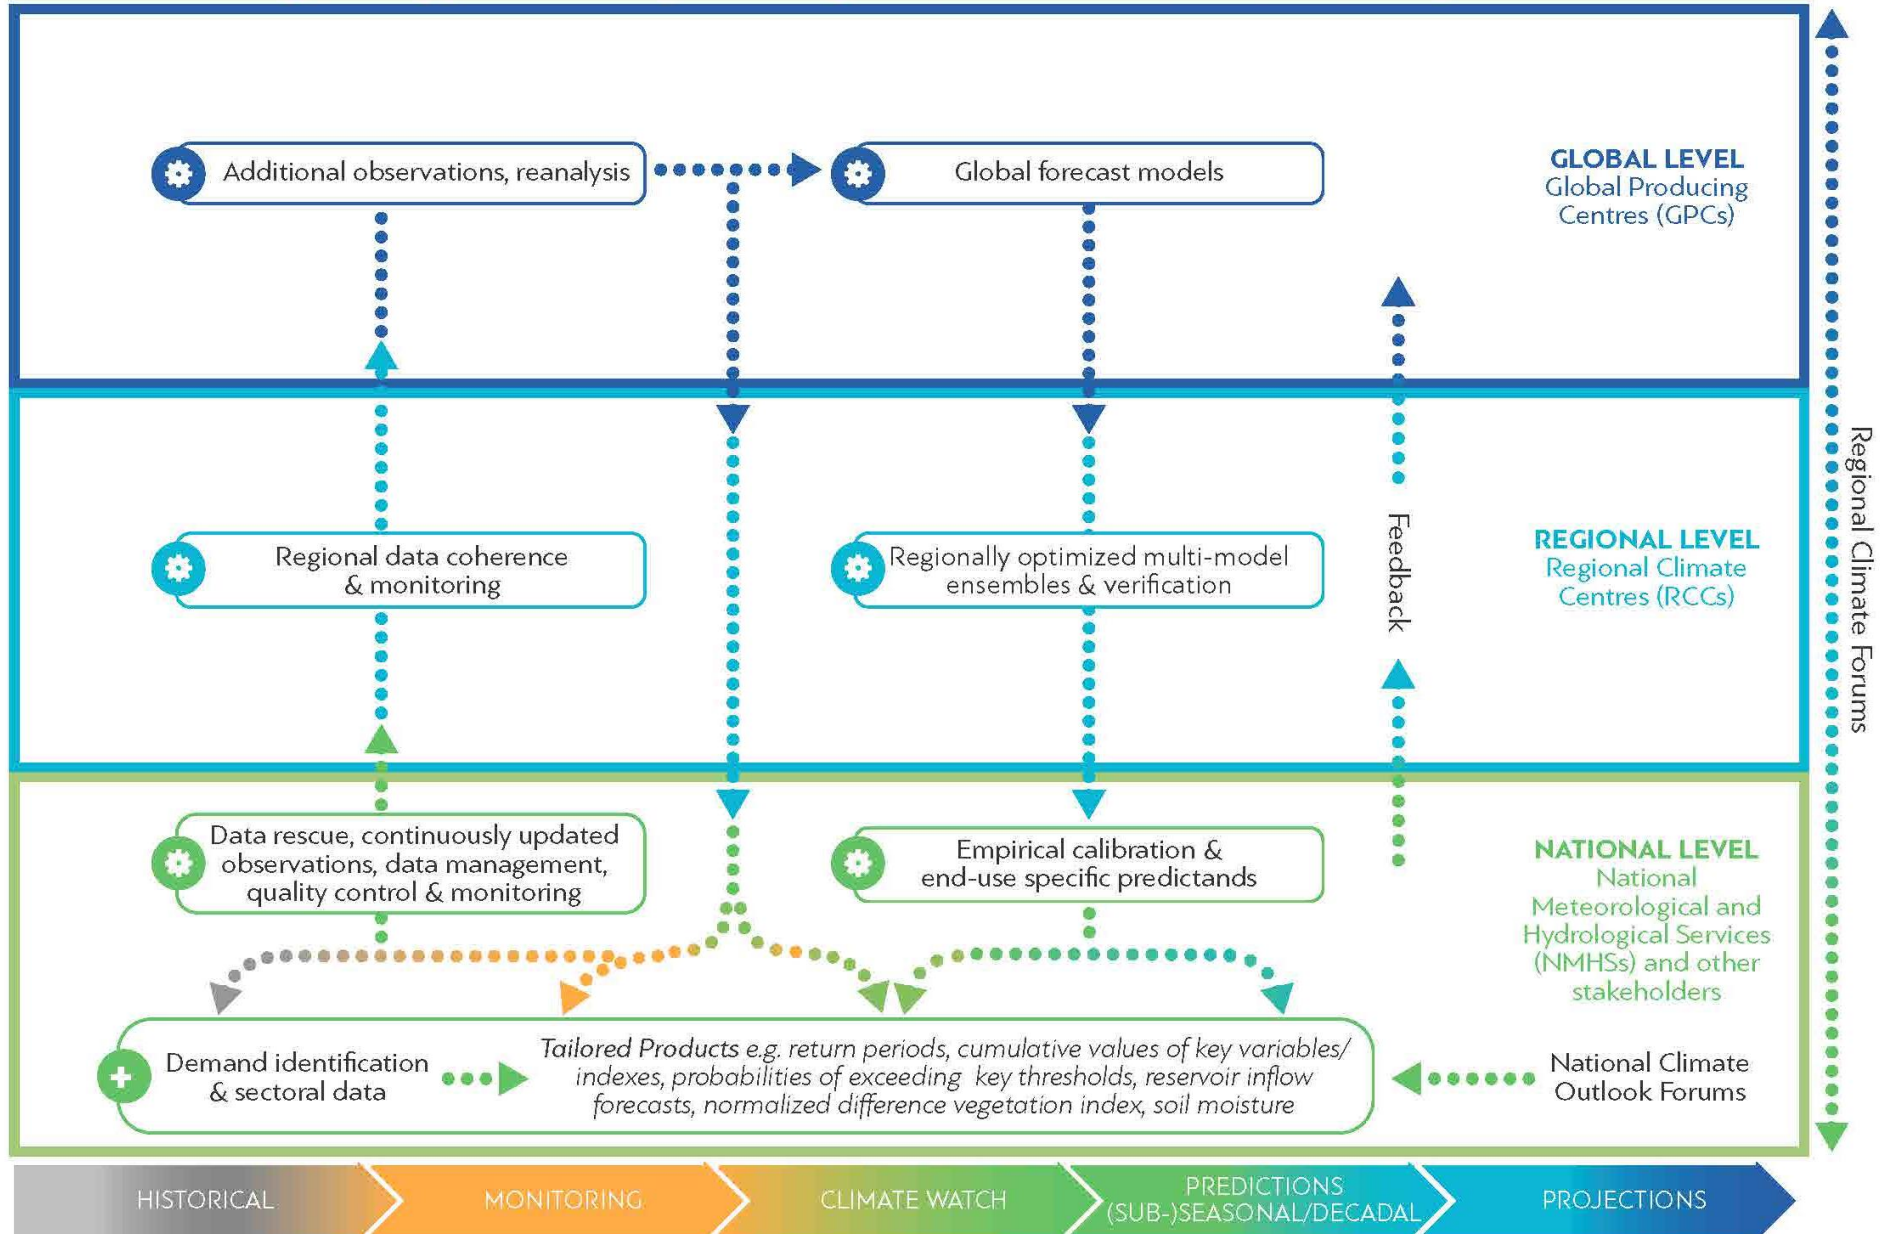 Additional observations, reanalysis
Global forecast models
GLOBAL LEVEL
Global Producing
Centres (GPCs)
Regional data coherence
& monitoring
Regionally optimized multi-model
ensembles & verification
Feedback
REGIONAL LEVEL
Regional Climate
Centres (RCCs)
Regional Climate Forums
Data rescue, continuously updated
observations, data management,
quality control & monitoring
Empirical calibration &
end-use specific predictands
NATIONAL LEVEL
National
Meteorological and
Hydrological Services
(NMHSs) and other
stakeholders
Demand identification
& sectoral data
Tailored Products e.g. return periods, cumulative values of key variables/
indexes, probabilities of exceeding key thresholds, reservoir inflow
forecasts, normalized difference vegetation index, soil moisture
National Climate
Outlook Forums
HISTORICAL
MONITORING
CLIMATE WATCH
PREDICTIONS
(SUB-)SEASONAL/DECADAL
PROJECTIONS